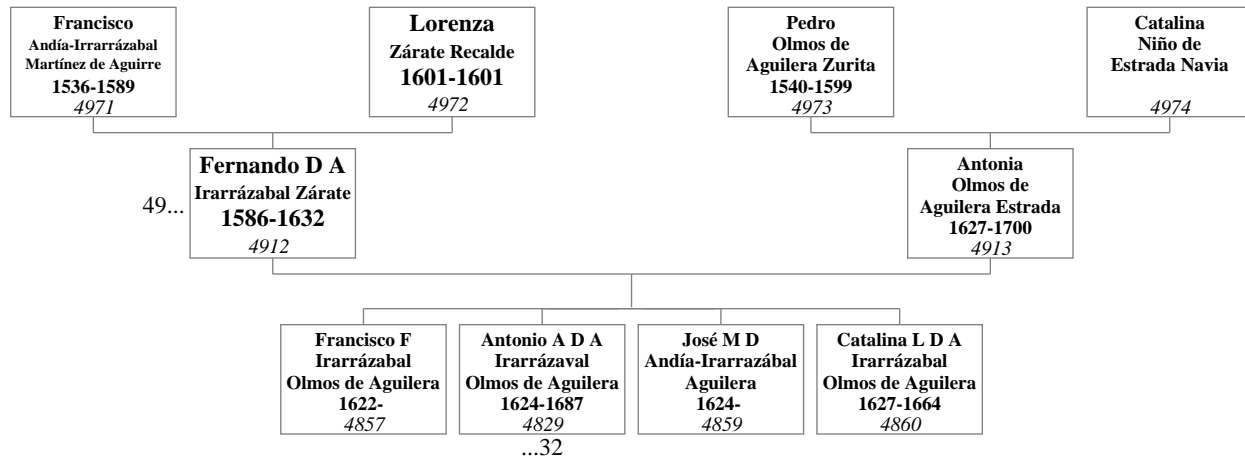 Francisco
Andía-Irrarrázabal
Martínez de Aguirre
1536-1589
4971
Lorenza
Zárate Recalde
1601-1601
4972
Pedro
Olmos de
Aguilera Zurita
1540-1599
4973
Catalina
Niño de
Estrada Navia
4974
49...
Fernando D A
Irarrázabal Zárate
1586-1632
4912
Antonia
Olmos de
Aguilera Estrada
1627-1700
4913
Francisco F
Irarrázabal
Olmos de Aguilera
1622-
4857
Antonio A D A
Irarrázaval
Olmos de Aguilera
1624-1687
4829
...32
José M D
Andía-Irarrazábal
Aguilera
1624-
4859
Catalina L D A
Irarrázabal
Olmos de Aguilera
1627-1664
4860